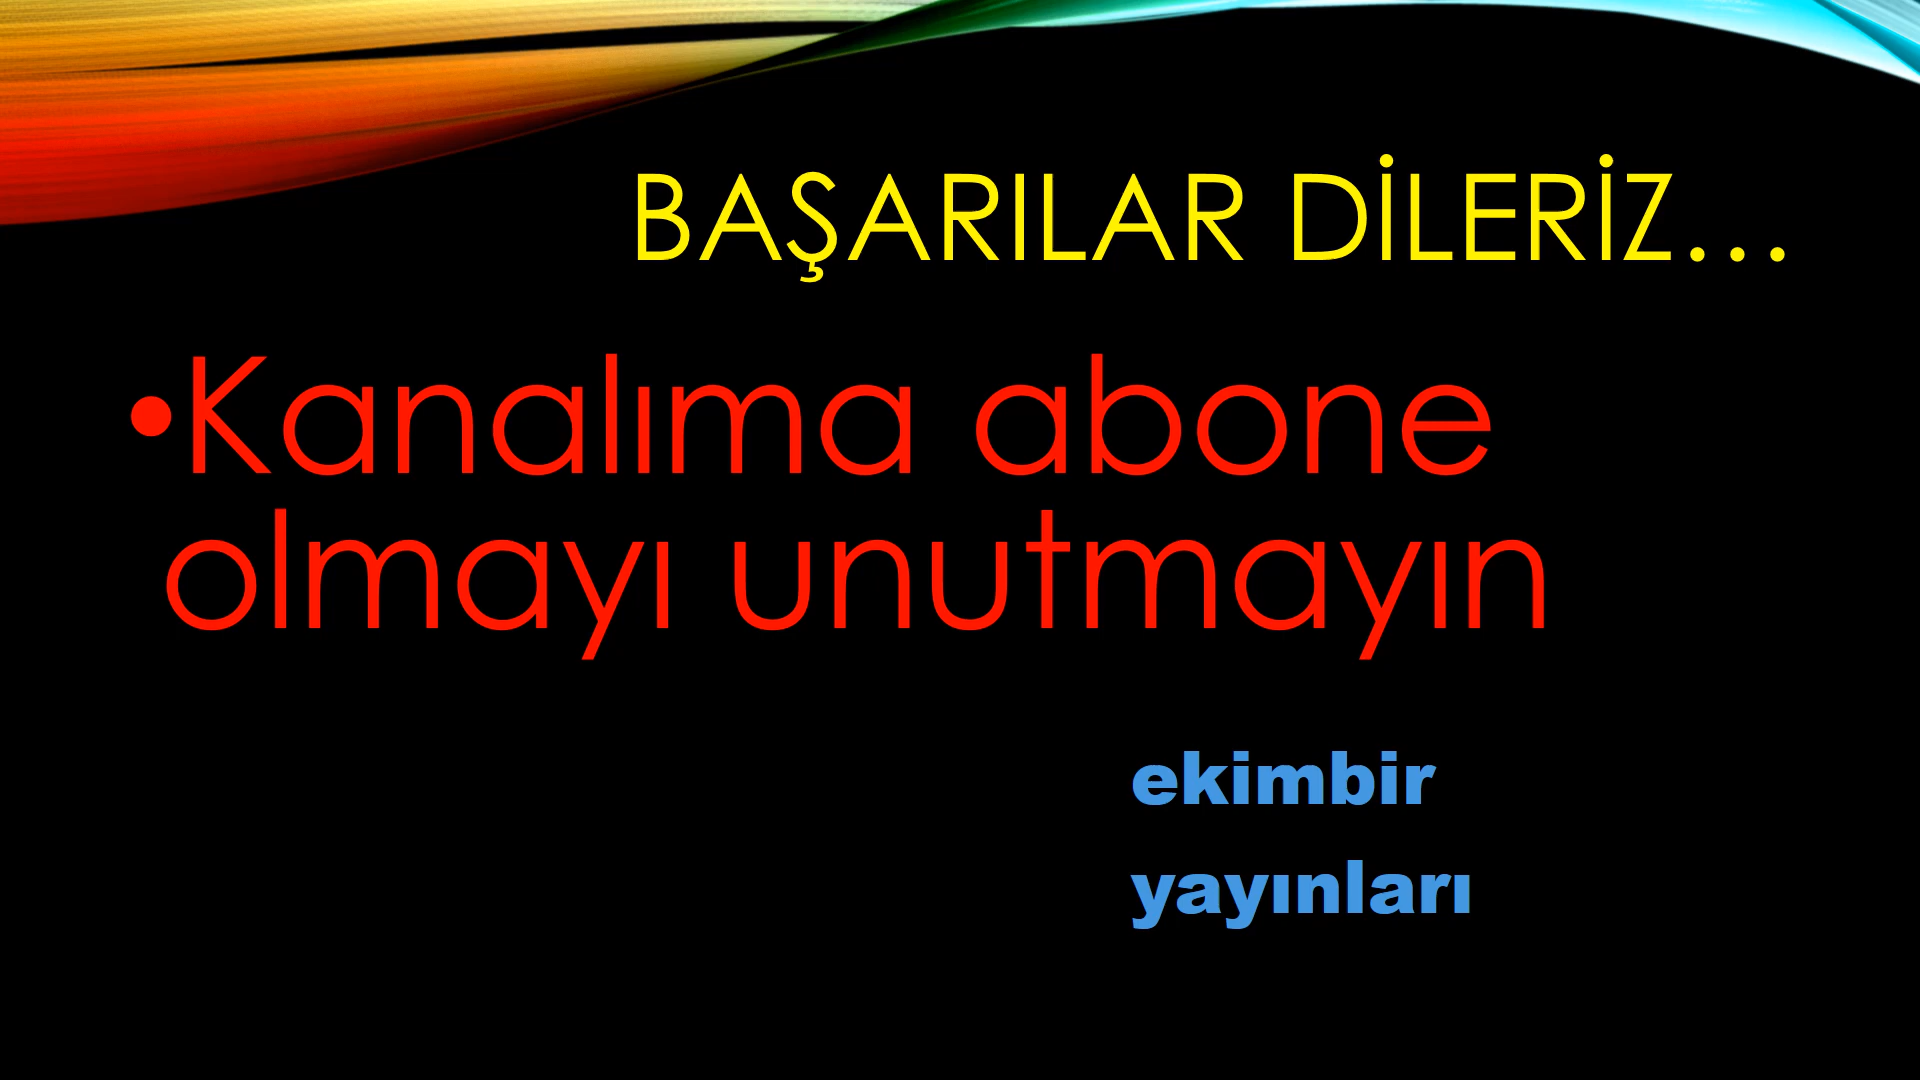 BAŞARILAR DİLERİZ...
•Kanalıma abone
olmayı unutmayın
ekimbir
yayınları